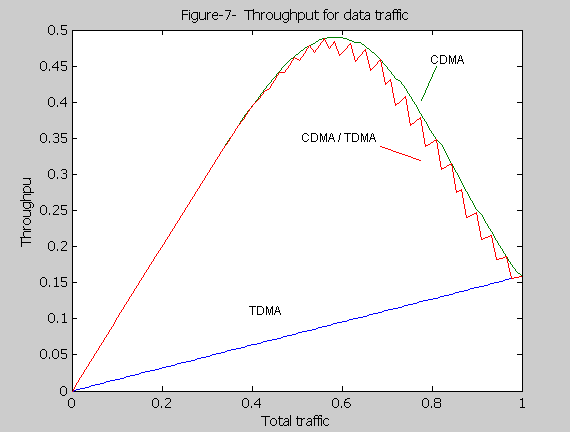 Figure-7- Throughput for data traffic
0.5
0.45
0.4
0.35
0.3
0.25
0.2
0.15
0.1
0.05
0
Throughpu
CDMA
CDMA / TDMA
TDMA
0 0.2 0.4 0.6 0.8 1
Total traffic